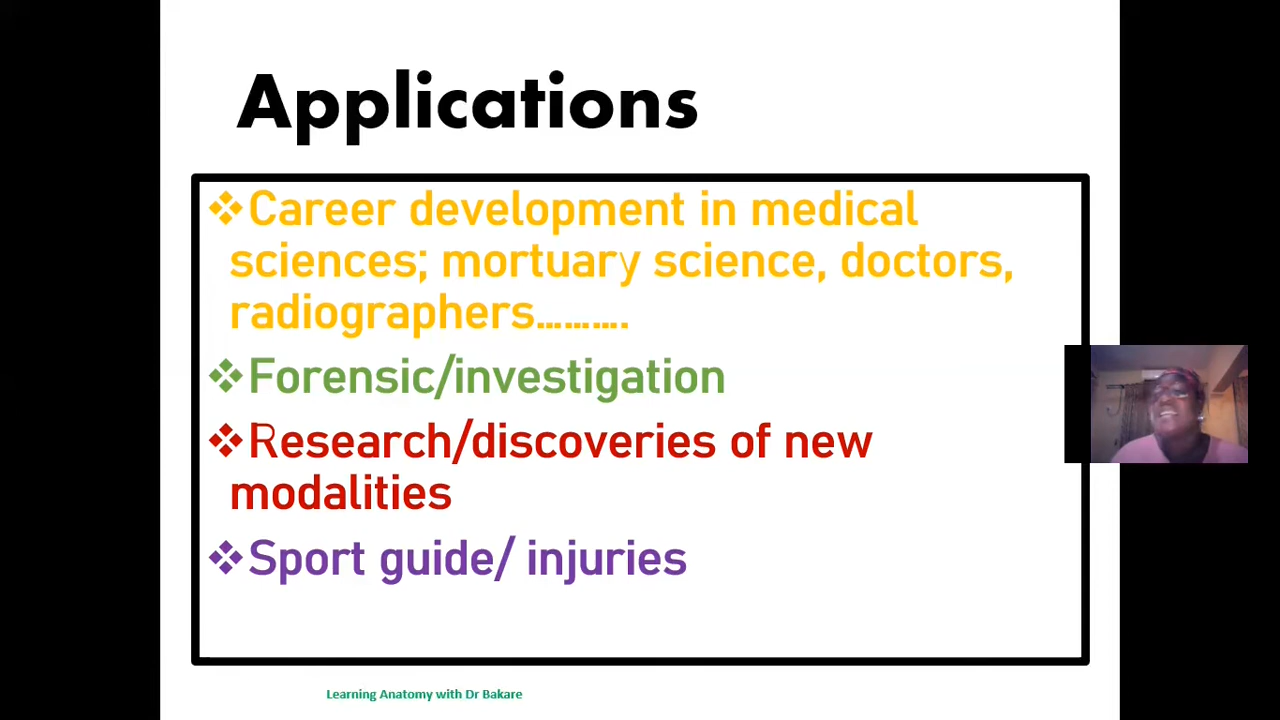 Applications
❖Career development in medical
sciences; mortuary science, doctors,
radiographers……….
❖Forensic/investigation
❖Research/discoveries of new
modalities
❖Sport guide/ injuries
Learning Anatomy with Dr Bakare